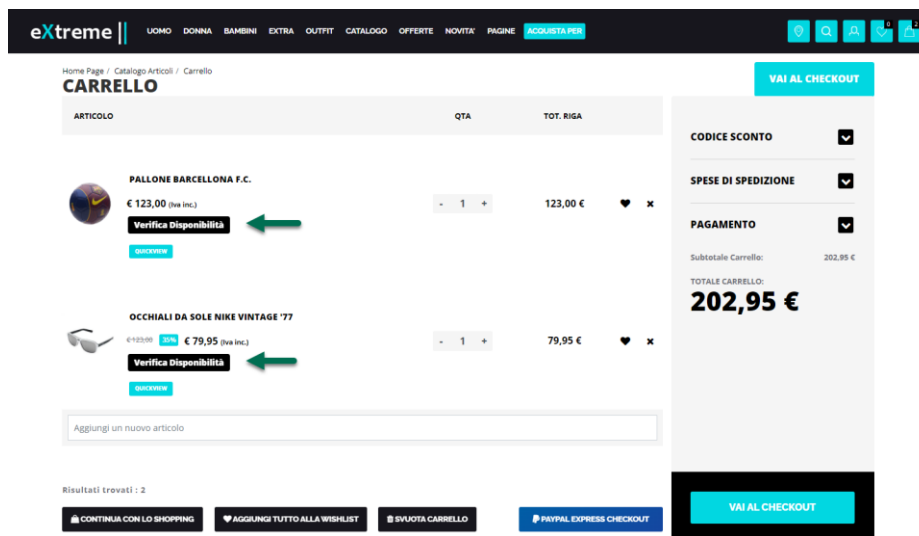 eXtreme ||
UOMO DONNA BAMBINI EXTRA OUTFIT CATALOGO OFFERTE NOVITA' PAGINE ACQUISTA PER
0
2
Home Page / Catalogo Articoli / Carrello
CARRELLO
VAI AL CHECKOUT
ARTICOLO QTA TOT. RIGA
PALLONE BARCELLONA F.C.
€ 123,00 (Iva inc.)
- 1 + 123,00 €
Verifica Disponibilità
QUICKVIEW
OCCHIALI DA SOLE NIKE VINTAGE '77
€ 123,00 35% € 79,95 (Iva inc.)
- 1 + 79,95 €
Verifica Disponibilità
QUICKVIEW
Aggiungi un nuovo articolo
Risultati trovati : 2
CONTINUA CON LO SHOPPING AGGIUNGI TUTTO ALLA WISHLIST SVUOTA CARRELLO PAYPAL EXPRESS CHECKOUT
CODICE SCONTO
SPESE DI SPEDIZIONE
PAGAMENTO
Subtotale Carrello: 202,95 €
TOTALE CARRELLO:
202,95 €
VAI AL CHECKOUT